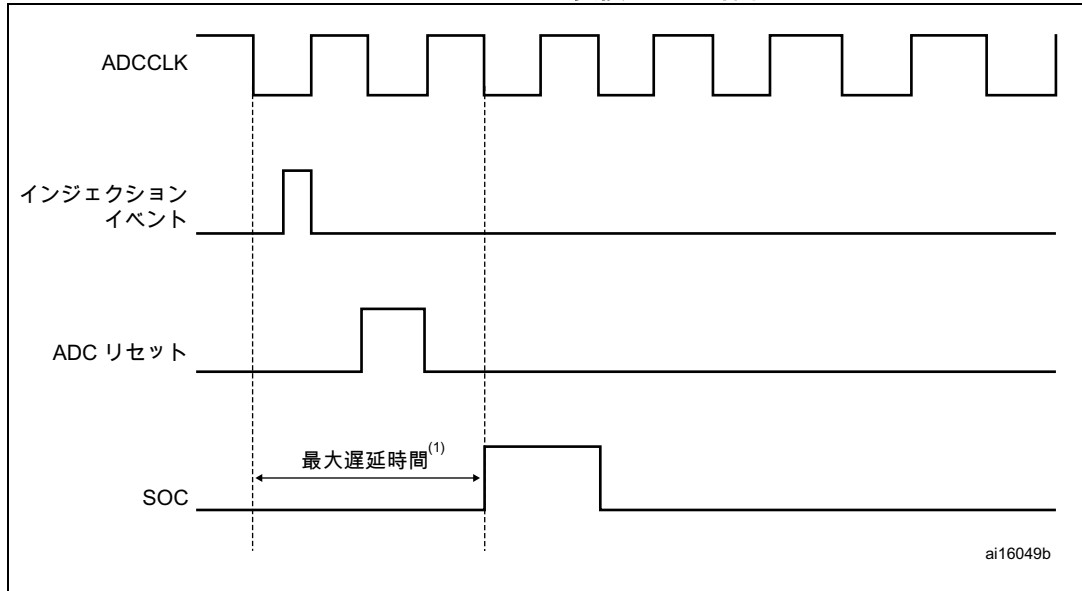 ADCCLK
インジェクション
イベント
ADC リセット
最大遅延時間(1)
SOC
ai16049b